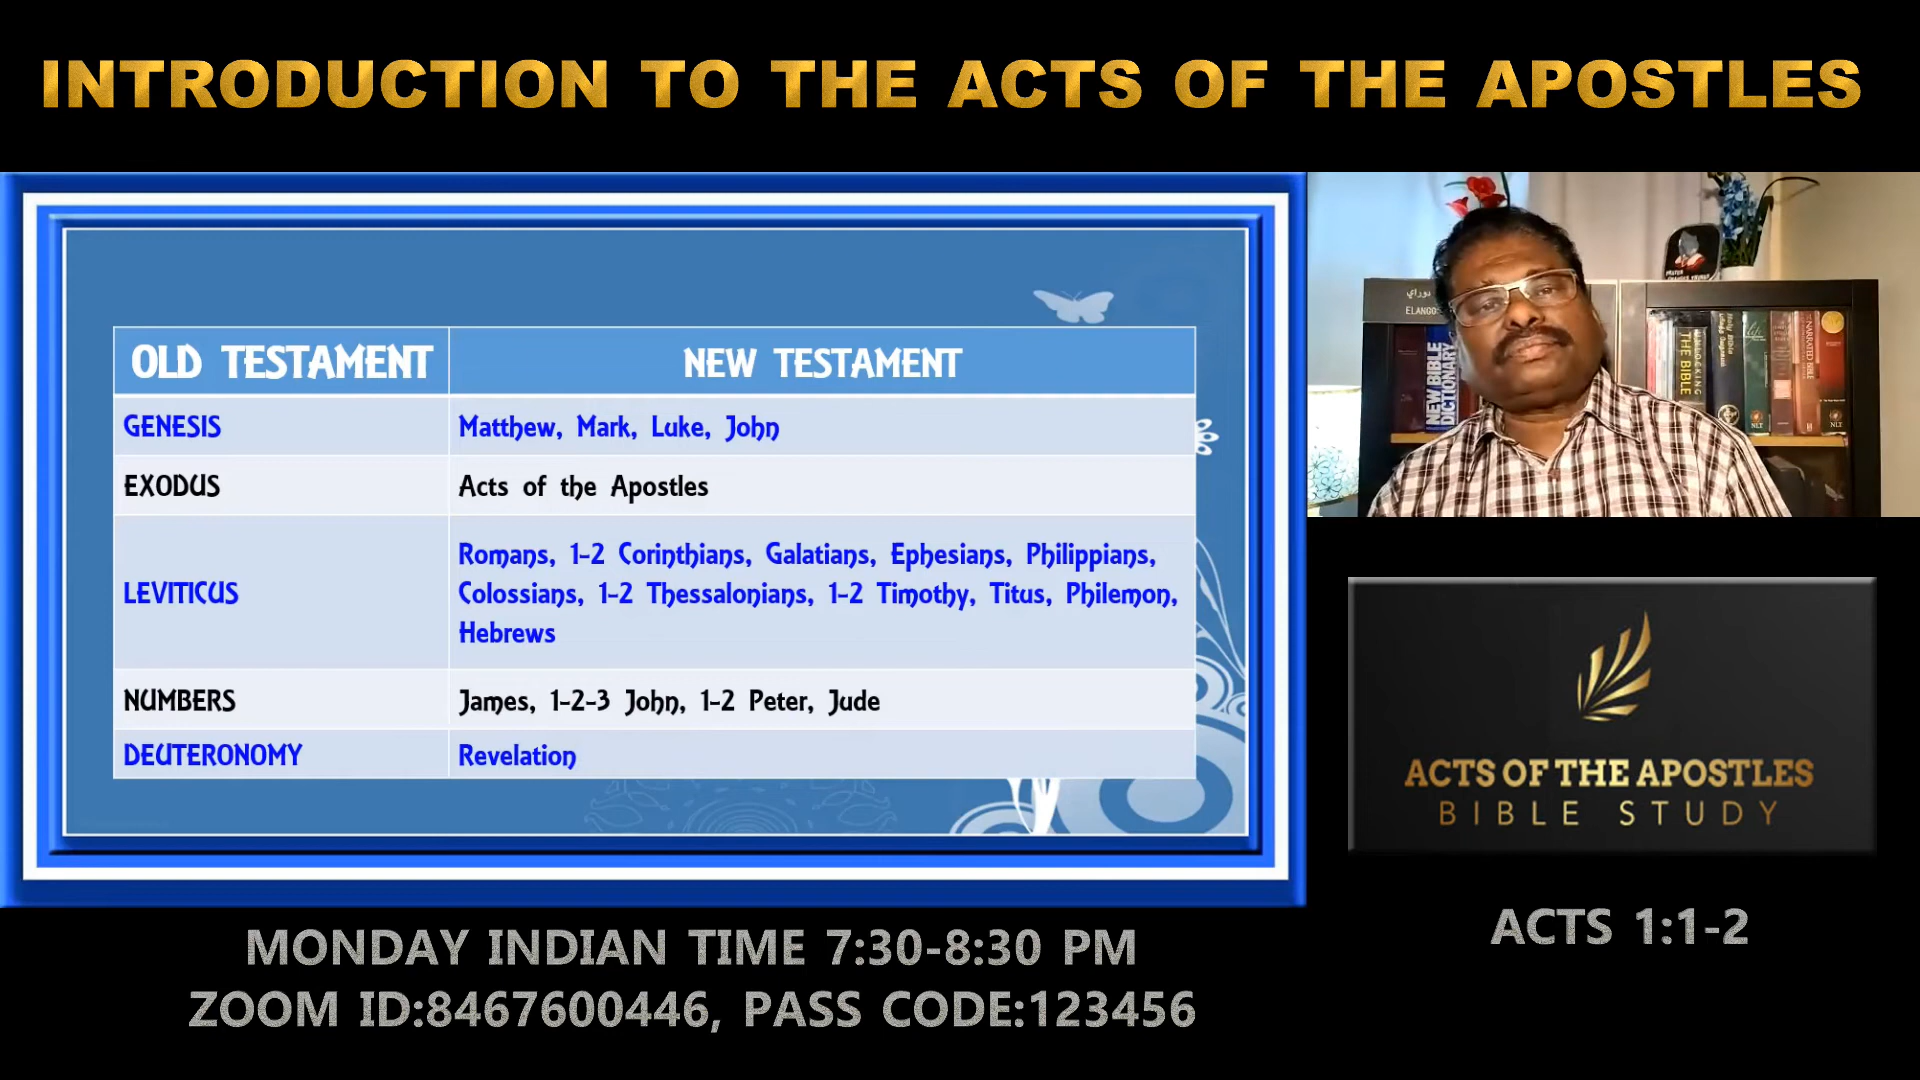 INTRODUCTION TO THE ACTS OF THE APOSTLES
OLD TESTAMENT NEW TESTAMENT
GENESIS Matthew, Mark, Luke, John
EXODUS Acts of the Apostles
LEVITICUS Romans, 1-2 Corinthians, Galatians, Ephesians, Philippians,
Colossians, 1-2 Thessalonians, 1-2 Timothy, Titus, Philemon,
Hebrews
NUMBERS James, 1-2-3 John, 1-2 Peter, Jude
DEUTERONOMY Revelation
NEW BIBLE
DICTIONARY
THE BIBLE
NLT
NLT
ACTS OF THE APOSTLES
BIBLE STUDY
ACTS 1:1-2
MONDAY INDIAN TIME 7:30-8:30 PM
ZOOM ID:8467600446, PASS CODE:123456